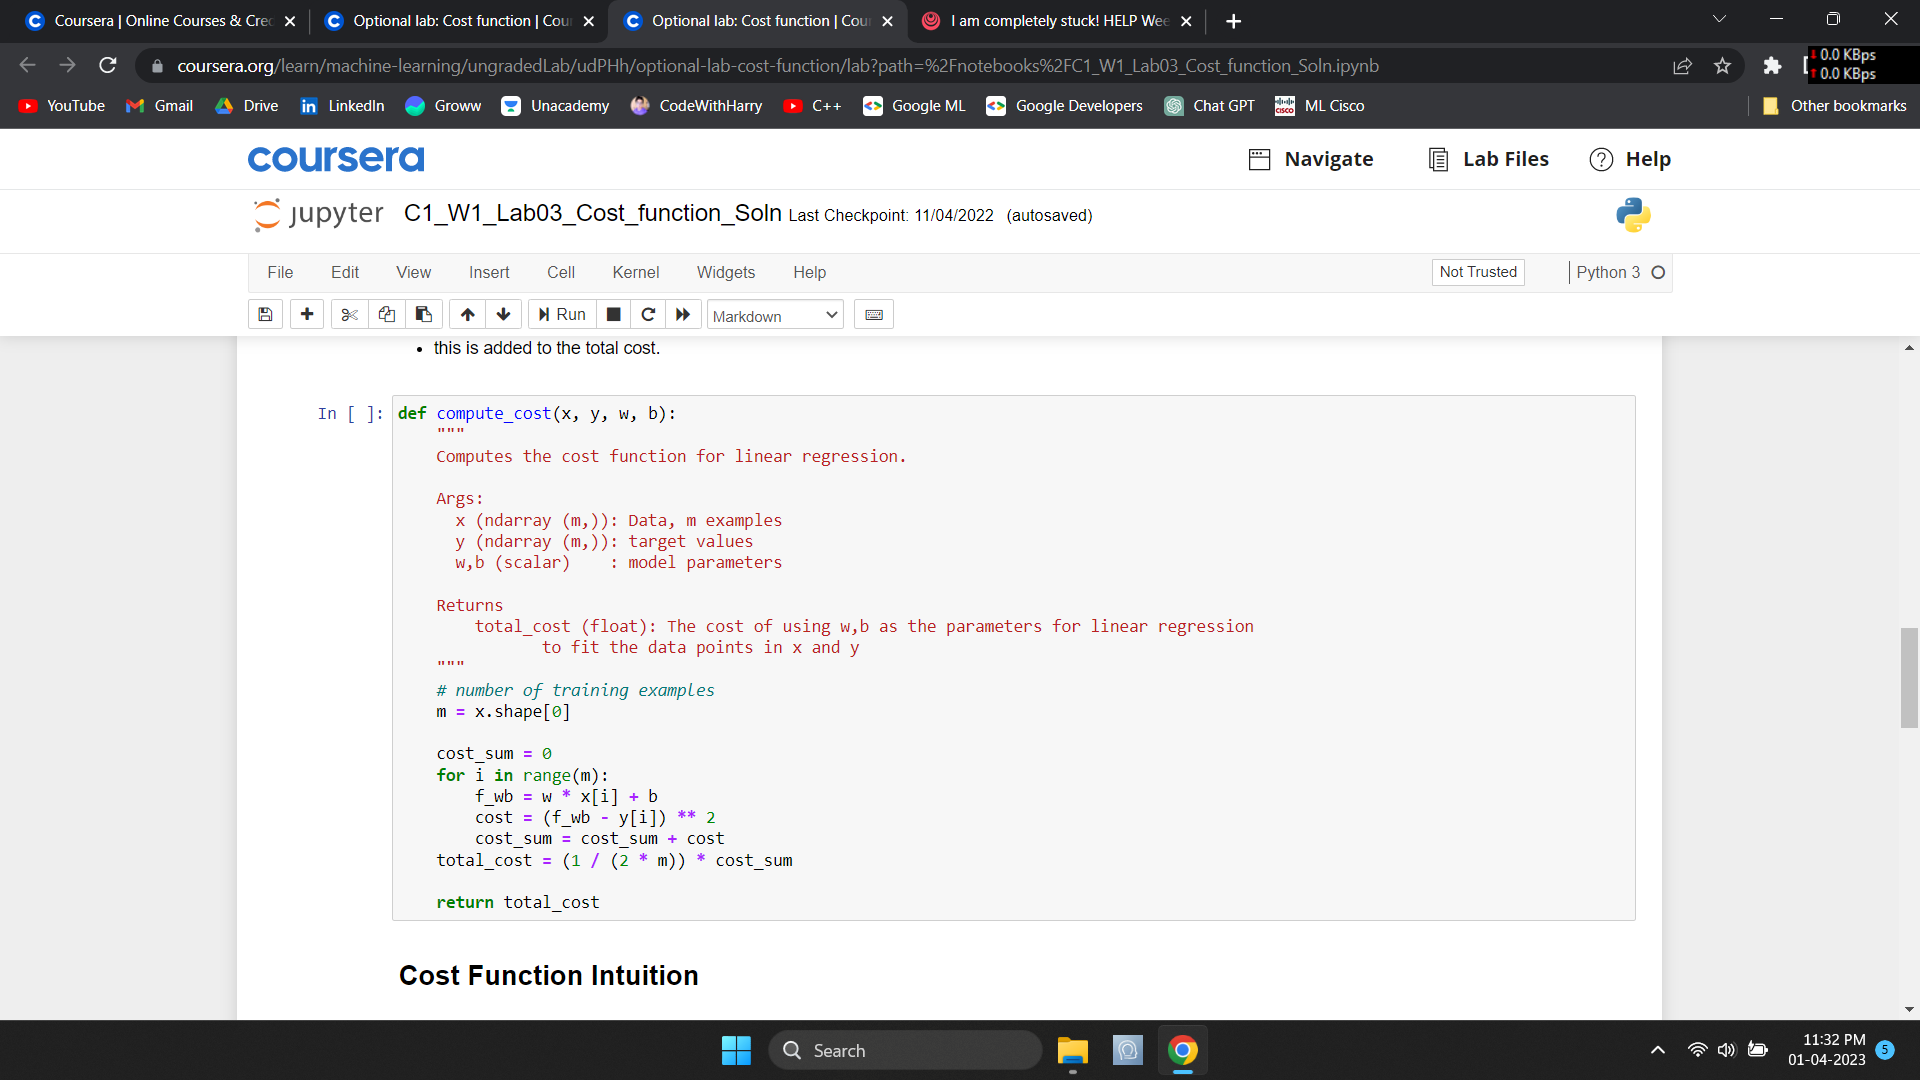 Coursera | Online Courses & Cre
Optional lab: Cost function | Cou
Optional lab: Cost function | Cou
I am completely stuck! HELP Wee
coursera.org/learn/machine-learning/ungradedLab/udPHh/optional-lab-cost-function/lab?path=%2Fnotebooks%2FC1_W1_Lab03_Cost_function_Soln.ipynb
0.0 KBps
0.0 KBps
YouTube Gmail Drive LinkedIn Groww Unacademy CodeWithHarry C++ Google ML Google Developers Chat GPT ML Cisco Other bookmarks
coursera
Navigate Lab Files Help
jupyter C1_W1_Lab03_Cost_function_Soln Last Checkpoint: 11/04/2022 (autosaved)
File Edit View Insert Cell Kernel Widgets Help Not Trusted Python 3
Run Markdown
• this is added to the total cost.
In [ ]: def compute_cost(x, y, w, b):
"""
Computes the cost function for linear regression.
Args:
x (ndarray (m,)): Data, m examples
y (ndarray (m,)): target values
w,b (scalar)    : model parameters
Returns
total_cost (float): The cost of using w,b as the parameters for linear regression
to fit the data points in x and y
"""
# number of training examples
m = x.shape[0]
cost_sum = 0
for i in range(m):
f_wb = w * x[i] + b
cost = (f_wb - y[i]) ** 2
cost_sum = cost_sum + cost
total_cost = (1 / (2 * m)) * cost_sum
return total_cost
Cost Function Intuition
Search
11:32 PM
01-04-2023
5